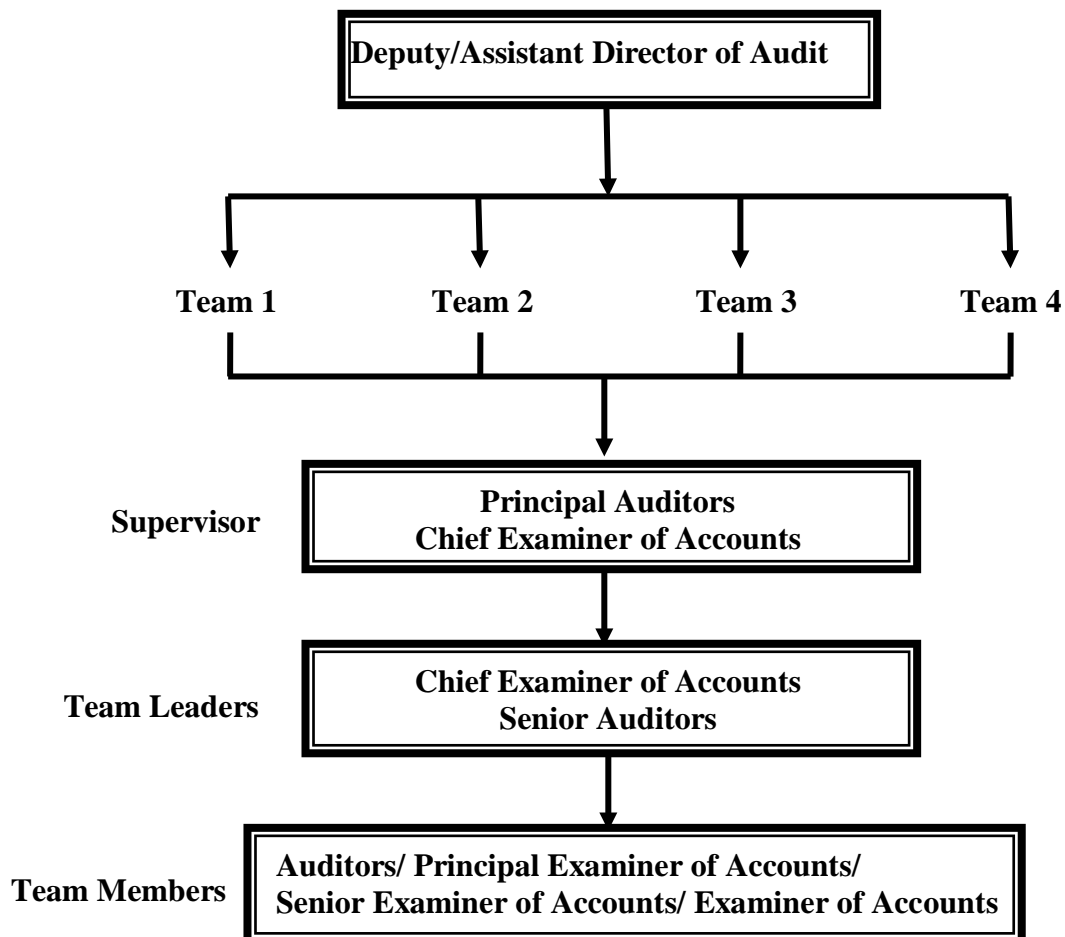 Deputy/Assistant Director of Audit
Team 1
Team 2
Team 3
Team 4
Supervisor
Principal Auditors
Chief Examiner of Accounts
Team Leaders
Chief Examiner of Accounts
Senior Auditors
Team Members
Auditors/ Principal Examiner of Accounts/
Senior Examiner of Accounts/ Examiner of Accounts